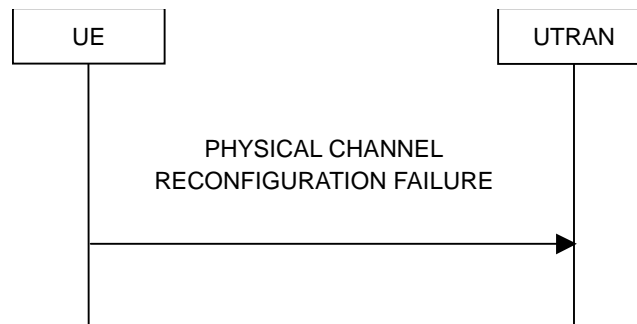 UE
UTRAN
PHYSICAL CHANNEL
RECONFIGURATION FAILURE